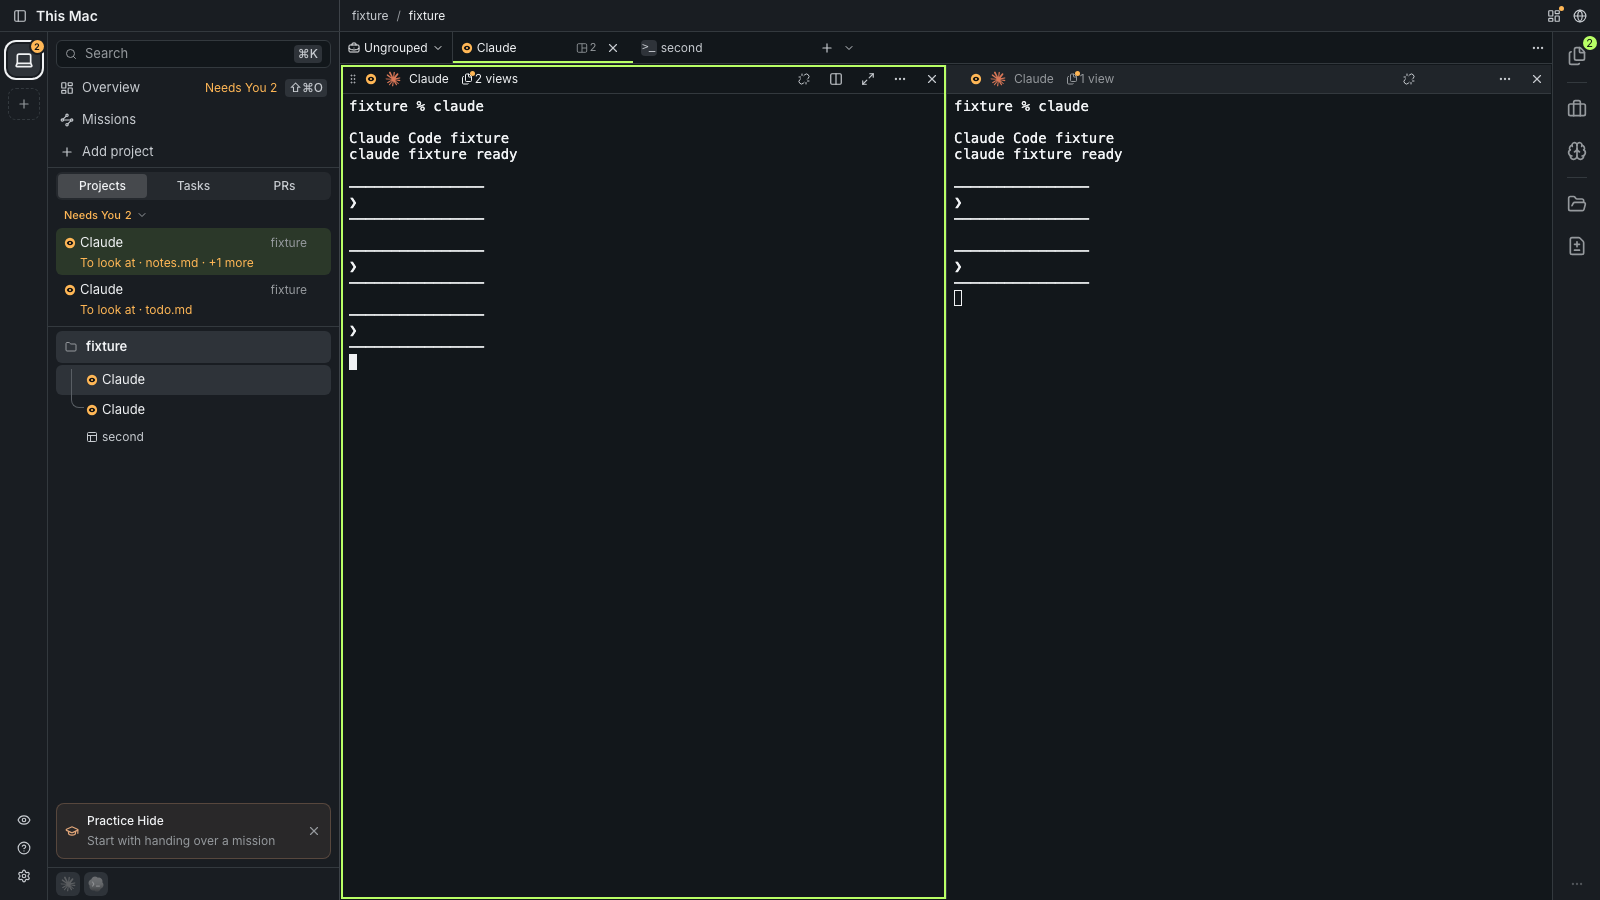 This Mac
fixture / fixture
2
Search ⌘K
Ungrouped
Claude 2
>_ second
2
Overview Needs You 2 ⇧⌘O
Missions
Add project
Projects Tasks PRs
Needs You 2
Claude fixture
To look at · notes.md · +1 more
Claude fixture
To look at · todo.md
fixture
Claude
Claude
second
Practice Hide
Start with handing over a mission
Claude 2 views
fixture % claude
Claude Code fixture
claude fixture ready
❯
❯
❯
Claude 1 view
fixture % claude
Claude Code fixture
claude fixture ready
❯
❯